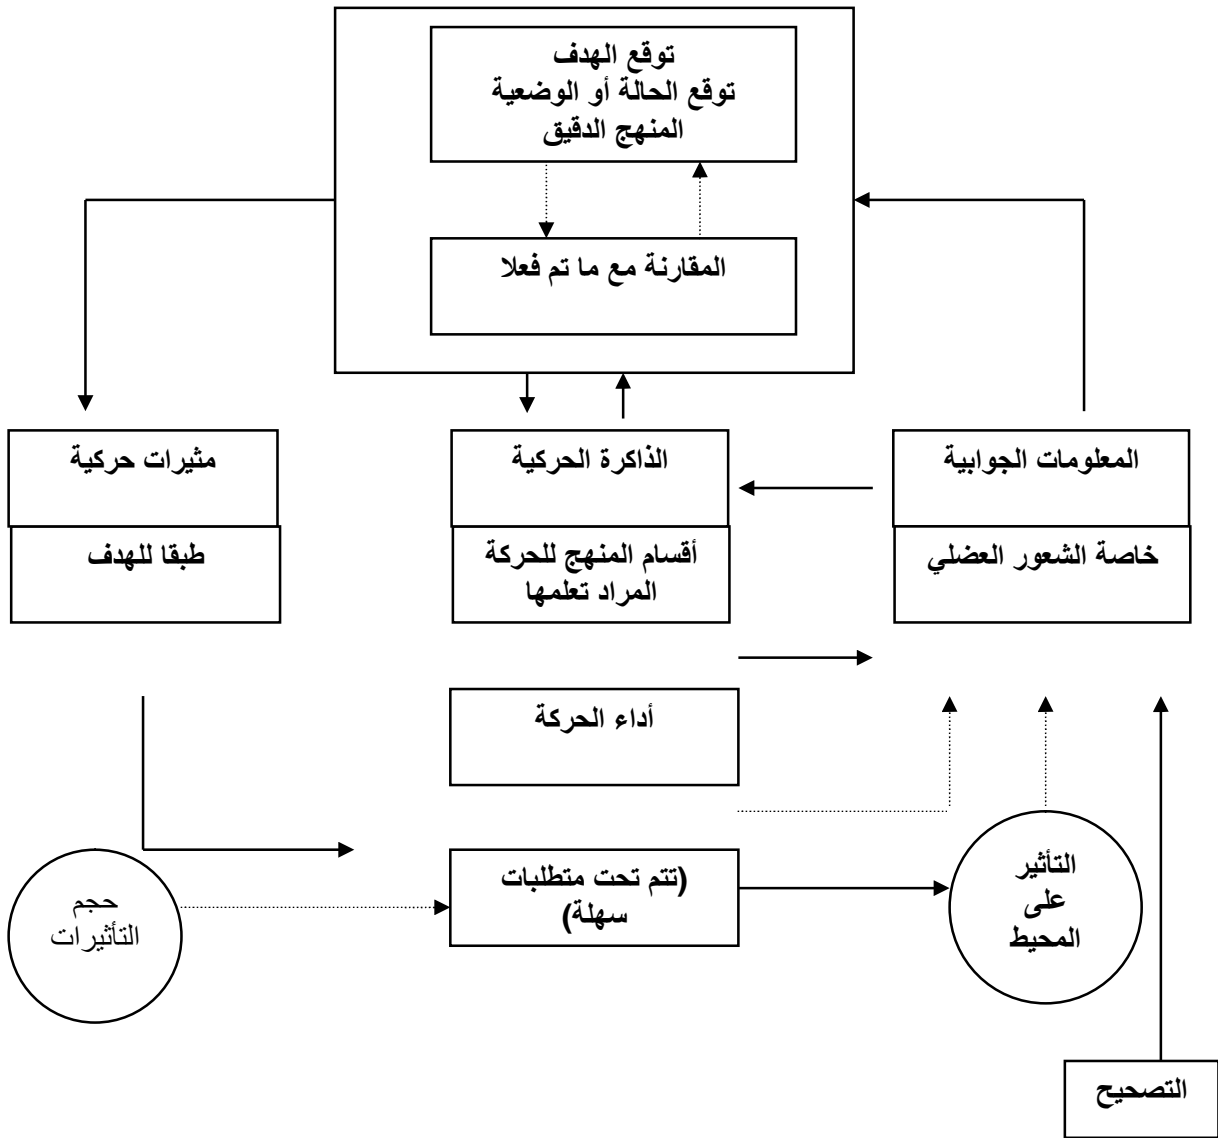 توقع الهدف
توقع الحالة أو الوضعية
المنهج الدقيق
المقارنة مع ما تم فعلا
المعلومات الجوابية
الذاكرة الحركية
مثيرات حركية
خاصة الشعور العضلي
أقسام المنهج للحركة
المراد تعلمها
طبقا للهدف
أداء الحركة
التأثير
على
المحيط
(تتم تحت متطلبات
سهلة)
حجم
التأثيرات
التصحيح